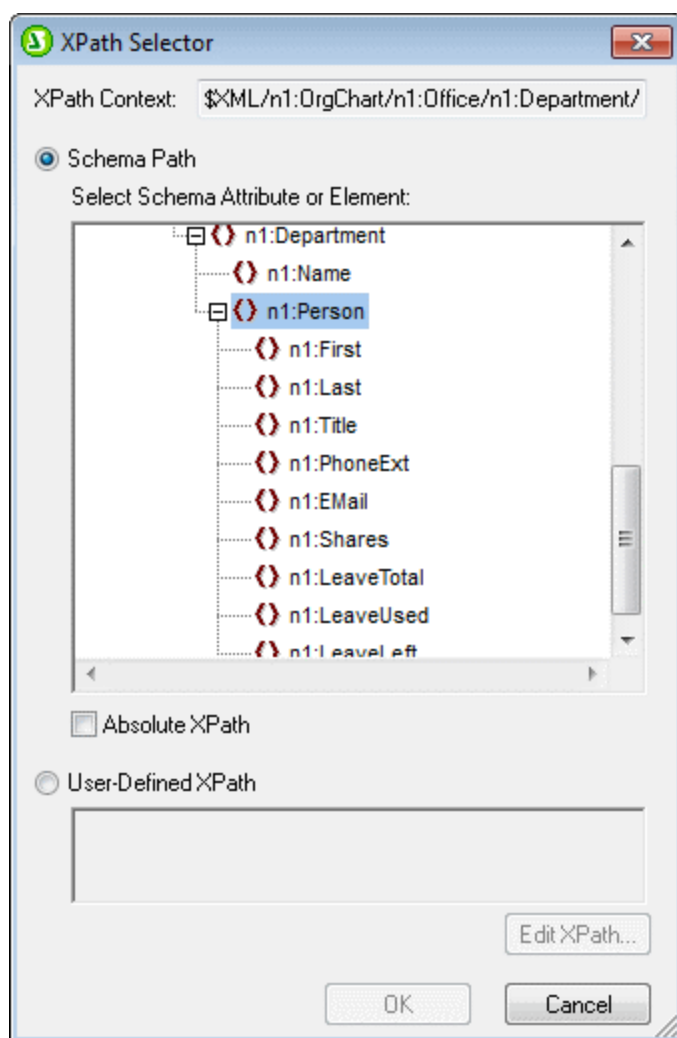 XPath Selector
XPath Context: $XML/n1:OrgChart/n1:Office/n1:Department/
Schema Path
Select Schema Attribute or Element:
n1:Department
n1:Name
n1:Person
n1:First
n1:Last
n1:Title
n1:PhoneExt
n1:EMail
n1:Shares
n1:LeaveTotal
n1:LeaveUsed
n1:LeaveLeft
Absolute XPath
User-Defined XPath
Edit XPath...
OK Cancel